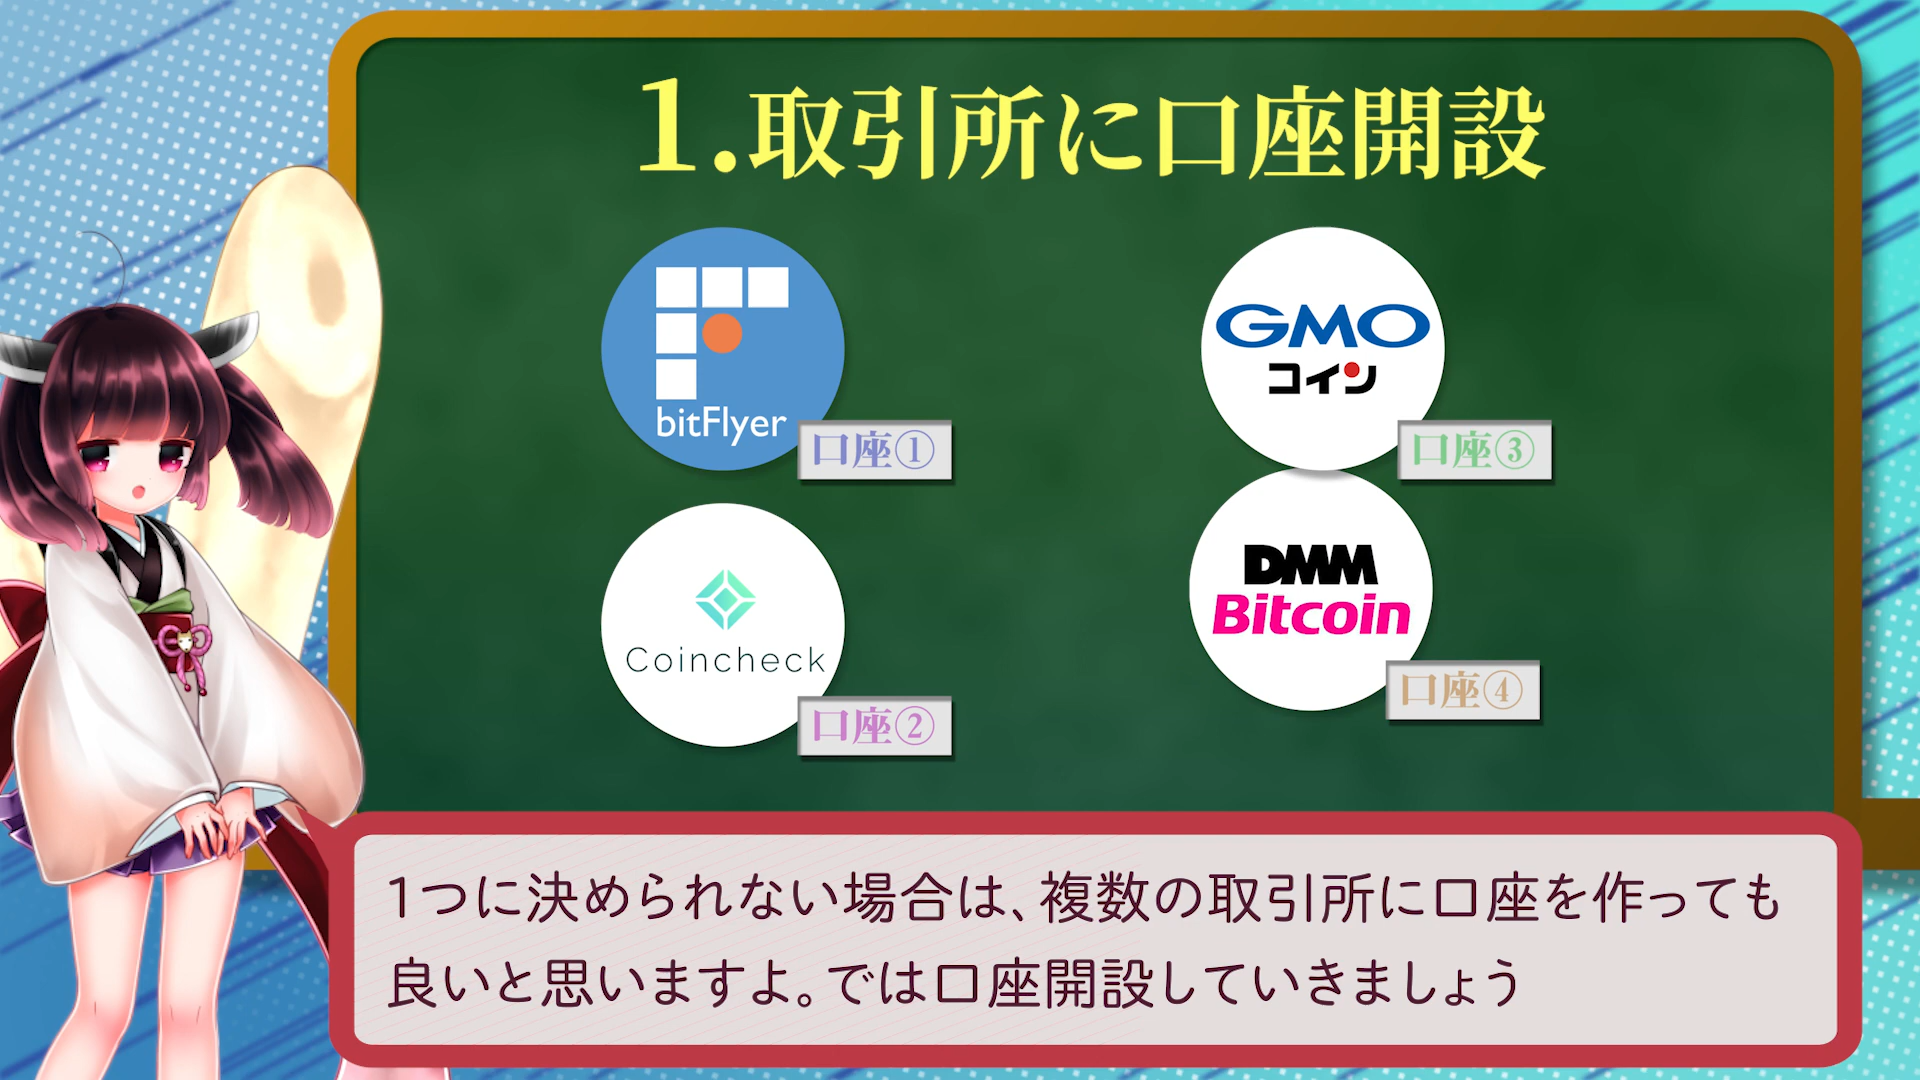 1.取引所に口座開設
bitFlyer
口座①
GMO
コイン
口座③
Coincheck
口座②
DMM
Bitcoin
口座④
1つに決められない場合は、複数の取引所に口座を作っても
良いと思いますよ。では口座開設していきましょう